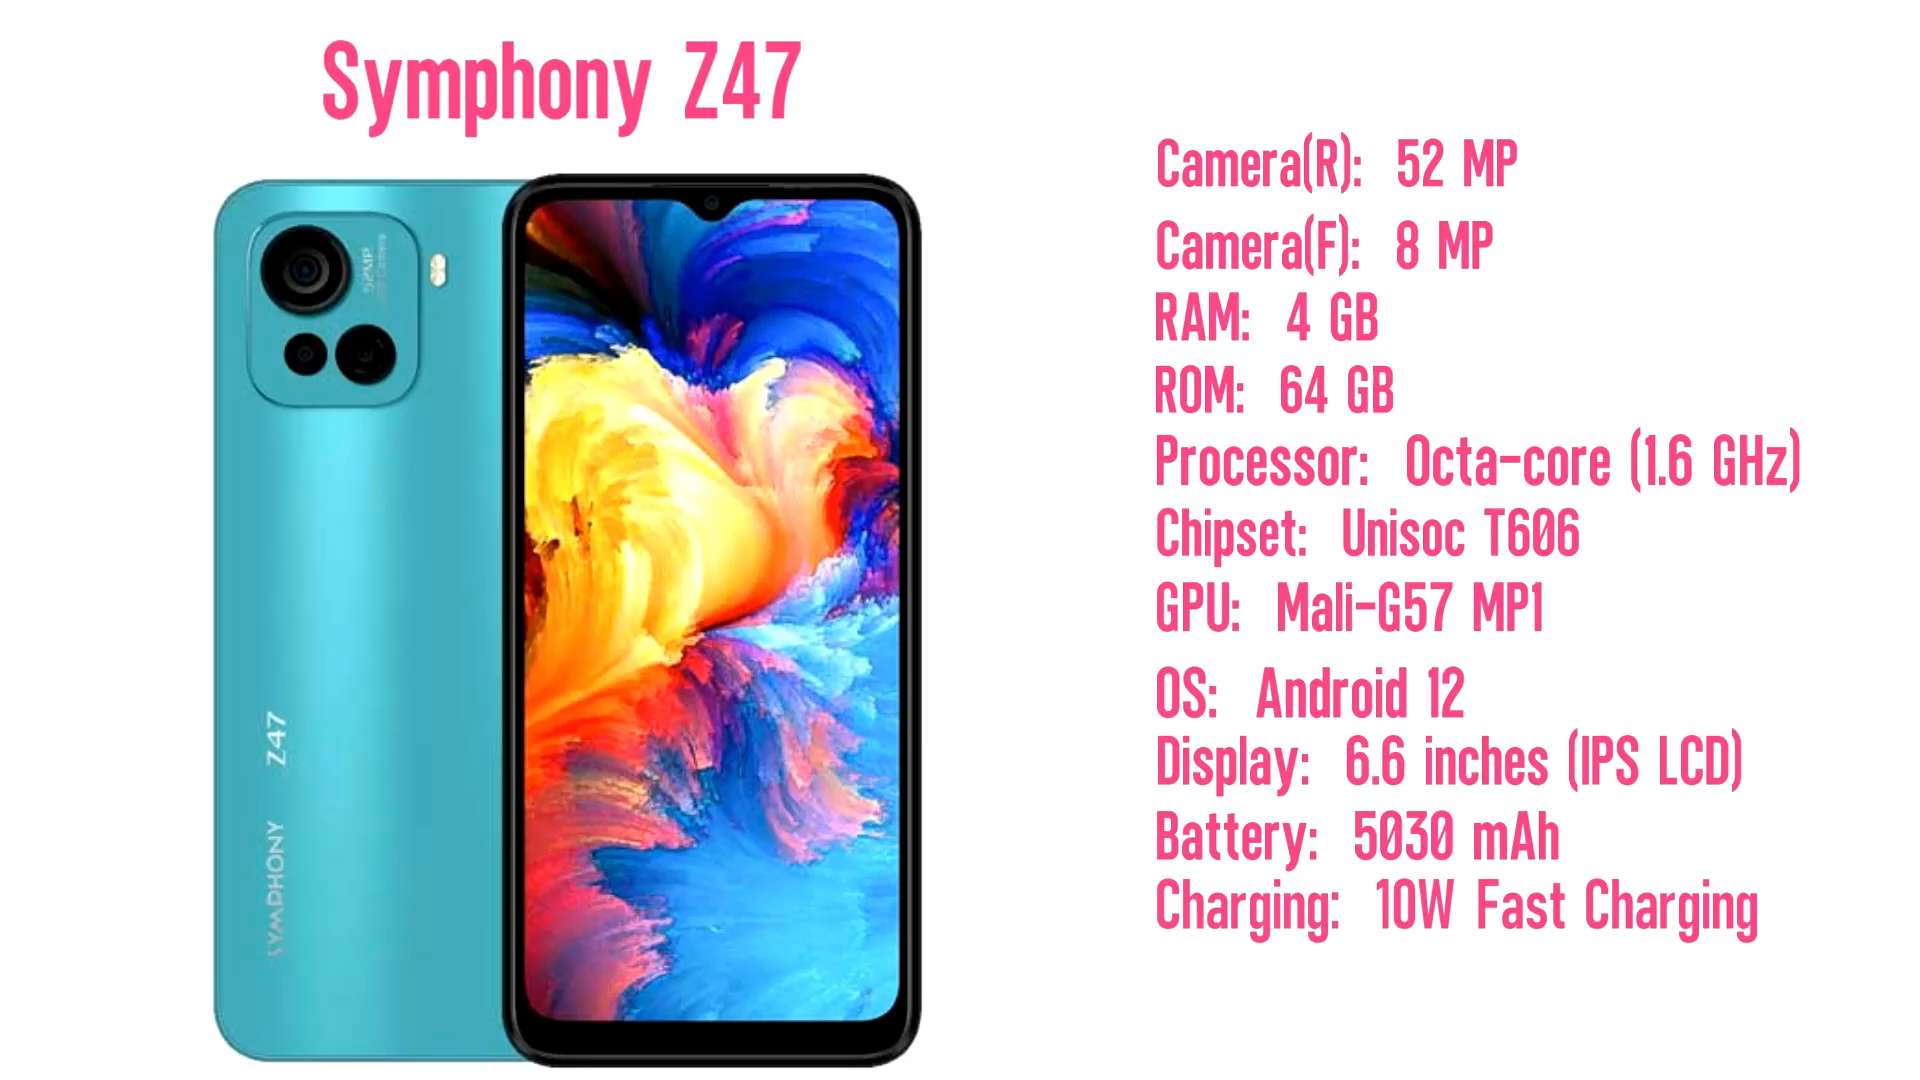 Symphony Z47
Camera(R): 52 MP
Camera(F): 8 MP
RAM: 4 GB
ROM: 64 GB
Processor: Octa-core (1.6 GHz)
Chipset: Unisoc T606
GPU: Mali-G57 MP1
OS: Android 12
Display: 6.6 inches (IPS LCD)
Battery: 5030 mAh
Charging: 10W Fast Charging
52MP
SYMPHONY Z47